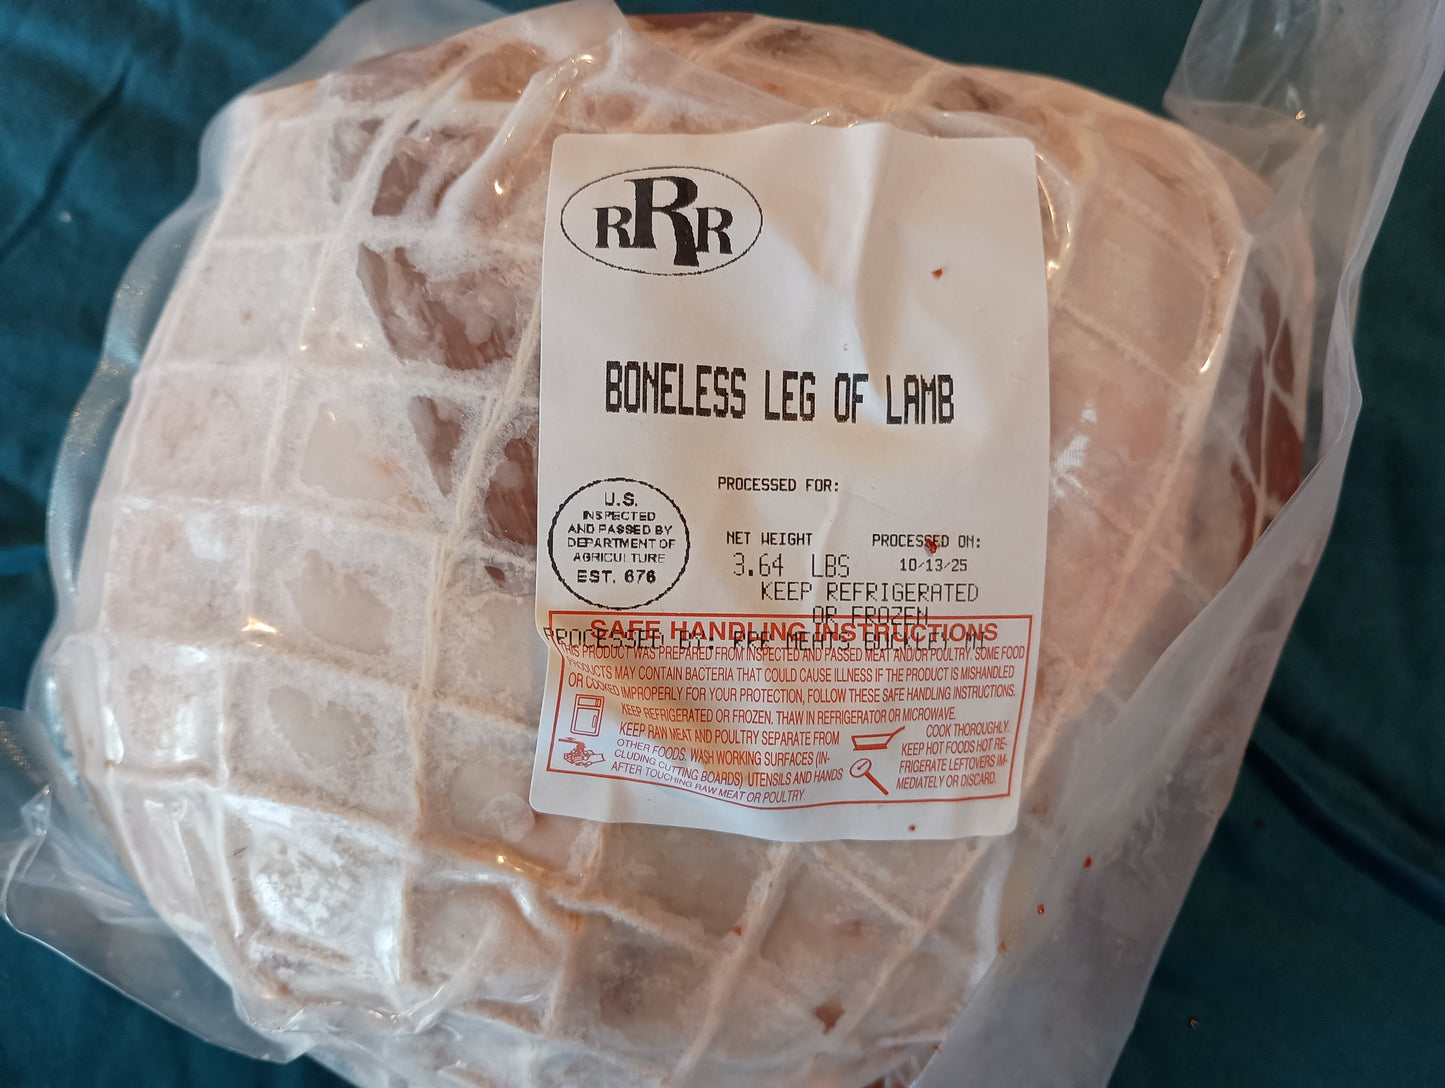 RRR
BONELESS LEG OF LAMB
PROCESSED FOR:
U.S.
INSPECTED
AND PASSED BY
DEPARTMENT OF
AGRICULTURE
EST. 676
NET WEIGHT
3.64 LBS
PROCESSED ON:
10-13-25
KEEP REFRIGERATED
OR FROZEN
PROCESSED BY: RRR MEATS BUCKLEY MI
SAFE HANDLING INSTRUCTIONS
THIS PRODUCT WAS PREPARED FROM INSPECTED AND PASSED MEAT AND/OR POULTRY. SOME FOOD
PRODUCTS MAY CONTAIN BACTERIA THAT COULD CAUSE ILLNESS IF THE PRODUCT IS MISHANDLED
OR COOKED IMPROPERLY FOR YOUR PROTECTION, FOLLOW THESE SAFE HANDLING INSTRUCTIONS.
KEEP REFRIGERATED OR FROZEN. THAW IN REFRIGERATOR OR MICROWAVE.
KEEP RAW MEAT AND POULTRY SEPARATE FROM
OTHER FOODS. WASH WORKING SURFACES (IN-
CLUDING CUTTING BOARDS) UTENSILS AND HANDS
AFTER TOUCHING RAW MEAT OR POULTRY.
COOK THOROUGHLY.
KEEP HOT FOODS HOT RE-
FRIGERATE LEFTOVERS IM-
MEDIATELY OR DISCARD.